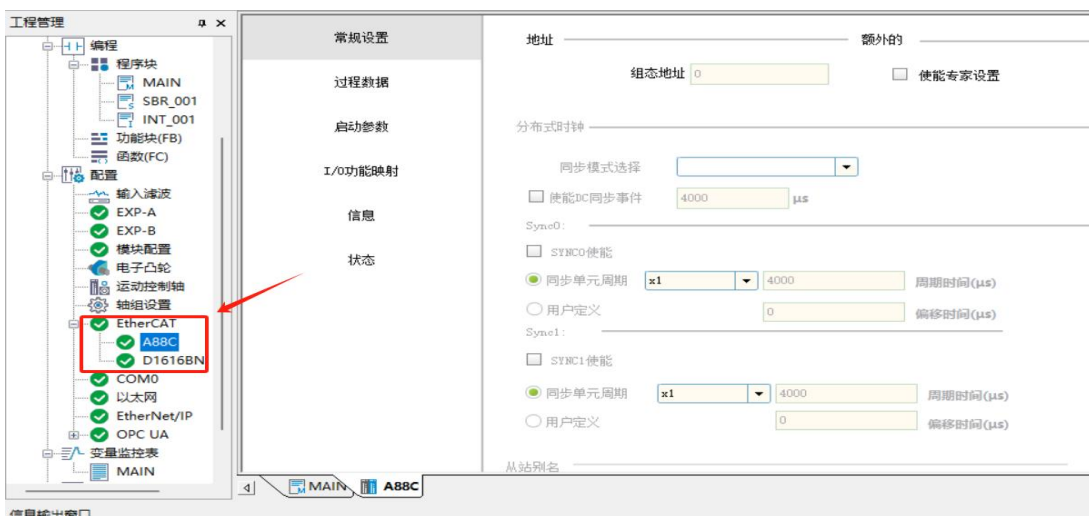 工程管理
编程
程序块
MAIN
SBR_001
INT_001
功能块(FB)
函数(FC)
配置
输入滤波
EXP-A
EXP-B
模块配置
电子凸轮
运动控制轴
轴组设置
EtherCAT
A88C
D1616BN
COM0
以太网
EtherNet/IP
OPC UA
变量监控表
MAIN
常规设置
过程数据
启动参数
I/O功能映射
信息
状态
地址
额外的
组态地址 0
使能专家设置
分布式时钟
同步模式选择
使能DC同步事件 4000 μs
Sync0:
SYNC0使能
同步单元周期 x1 4000 周期时间(μs)
用户定义 0 偏移时间(μs)
Sync1:
SYNC1使能
同步单元周期 x1 4000 周期时间(μs)
用户定义 0 偏移时间(μs)
从站别名
MAIN A88C
信息输出窗口